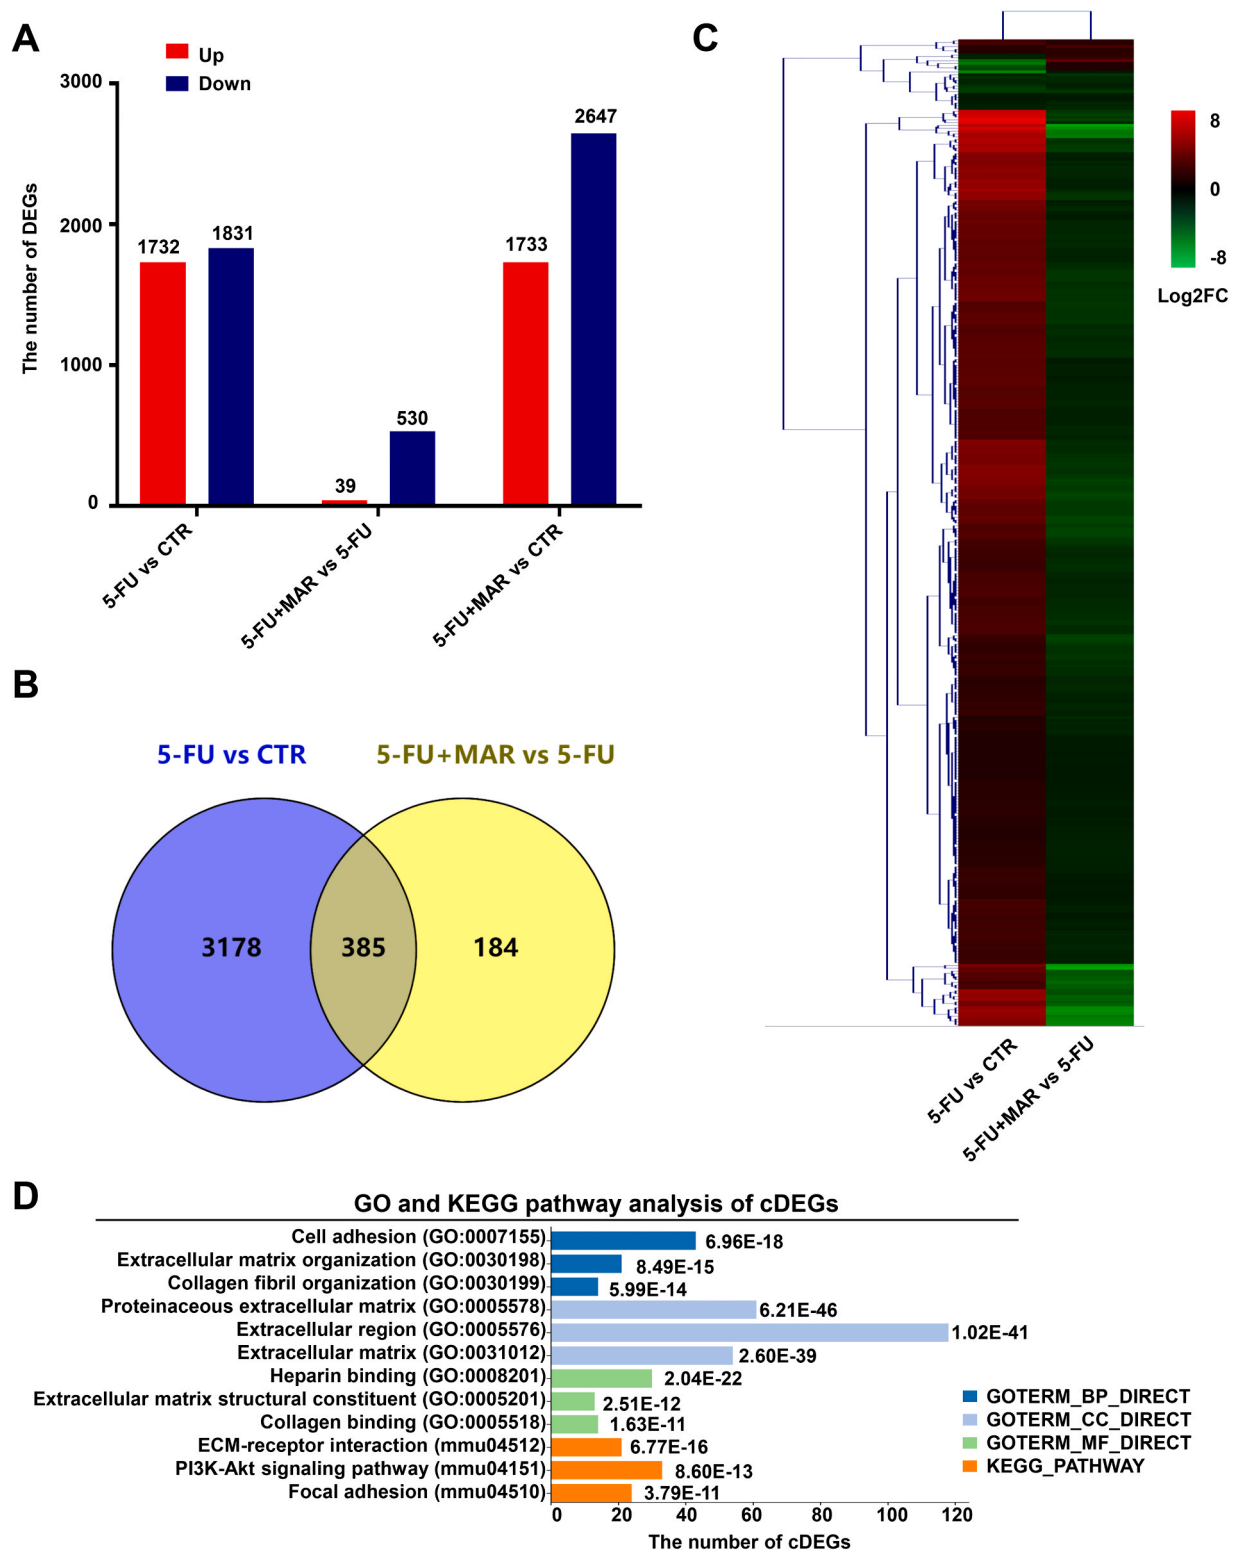 A
Up
Down
3000
2000
1000
0
The number of DEGs
1732
1831
39
530
1733
2647
5-FU vs CTR
5-FU+MAR vs 5-FU
5-FU+MAR vs CTR
B
5-FU vs CTR
5-FU+MAR vs 5-FU
3178
385
184
C
8
0
-8
Log2FC
5-FU vs CTR
5-FU+MAR vs 5-FU
D
GO and KEGG pathway analysis of cDEGs
Cell adhesion (GO:0007155)
6.96E-18
Extracellular matrix organization (GO:0030198)
8.49E-15
Collagen fibril organization (GO:0030199)
5.99E-14
Proteinaceous extracellular matrix (GO:0005578)
6.21E-46
Extracellular region (GO:0005576)
1.02E-41
Extracellular matrix (GO:0031012)
2.60E-39
Heparin binding (GO:0008201)
2.04E-22
Extracellular matrix structural constituent (GO:0005201)
2.51E-12
Collagen binding (GO:0005518)
1.63E-11
ECM-receptor interaction (mmu04512)
6.77E-16
PI3K-Akt signaling pathway (mmu04151)
8.60E-13
Focal adhesion (mmu04510)
3.79E-11
GOTERM_BP_DIRECT
GOTERM_CC_DIRECT
GOTERM_MF_DIRECT
KEGG_PATHWAY
0 20 40 60 80 100 120
The number of cDEGs